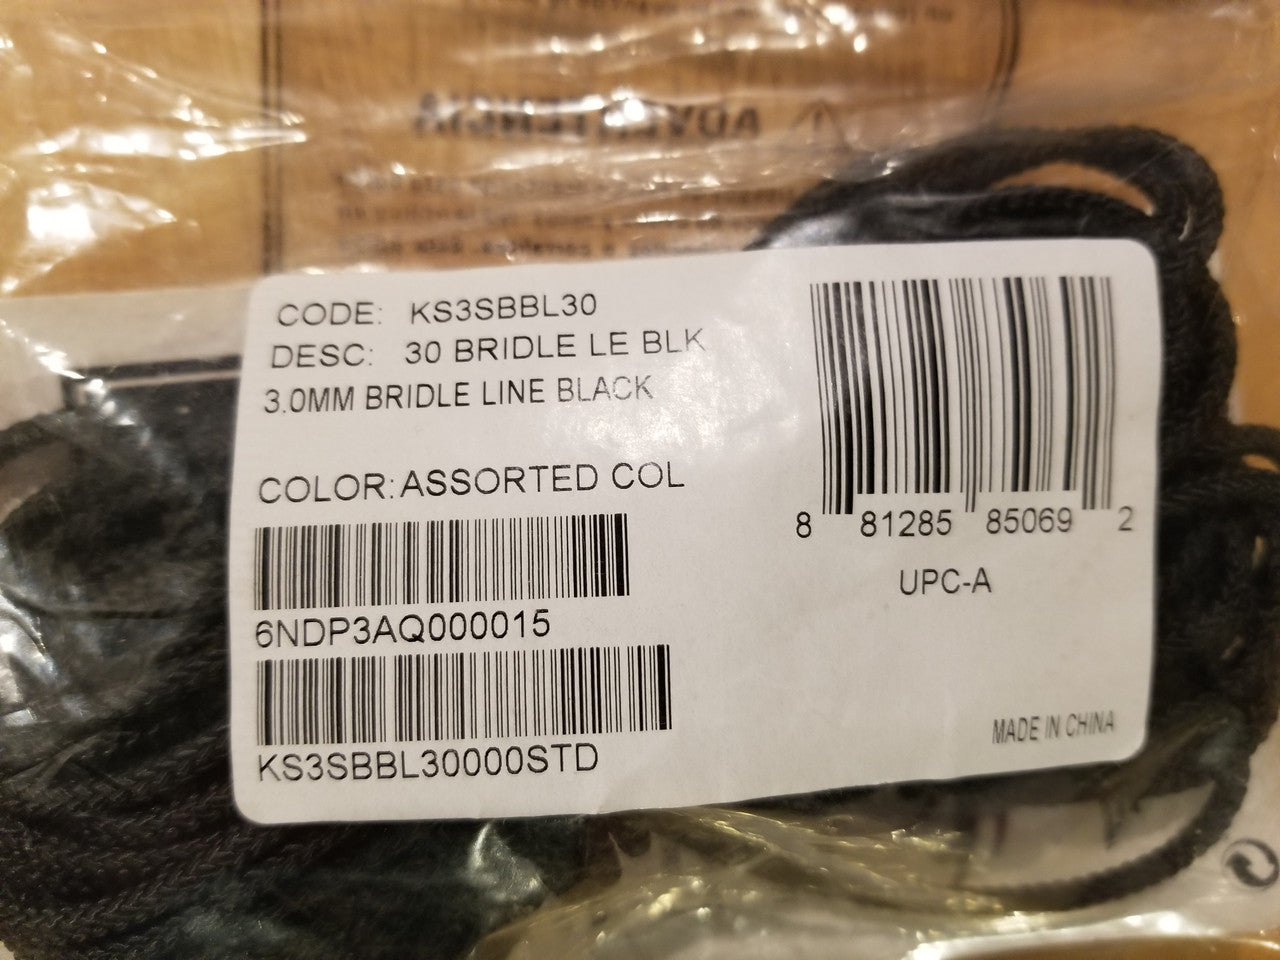 ADVERTENCIA
CODE: KS3SBBL30
DESC: 30 BRIDLE LE BLK
3.0MM BRIDLE LINE BLACK
COLOR:ASSORTED COL
6NDP3AQ000015
KS3SBBL30000STD
8 81285 85069 2
UPC-A
MADE IN CHINA